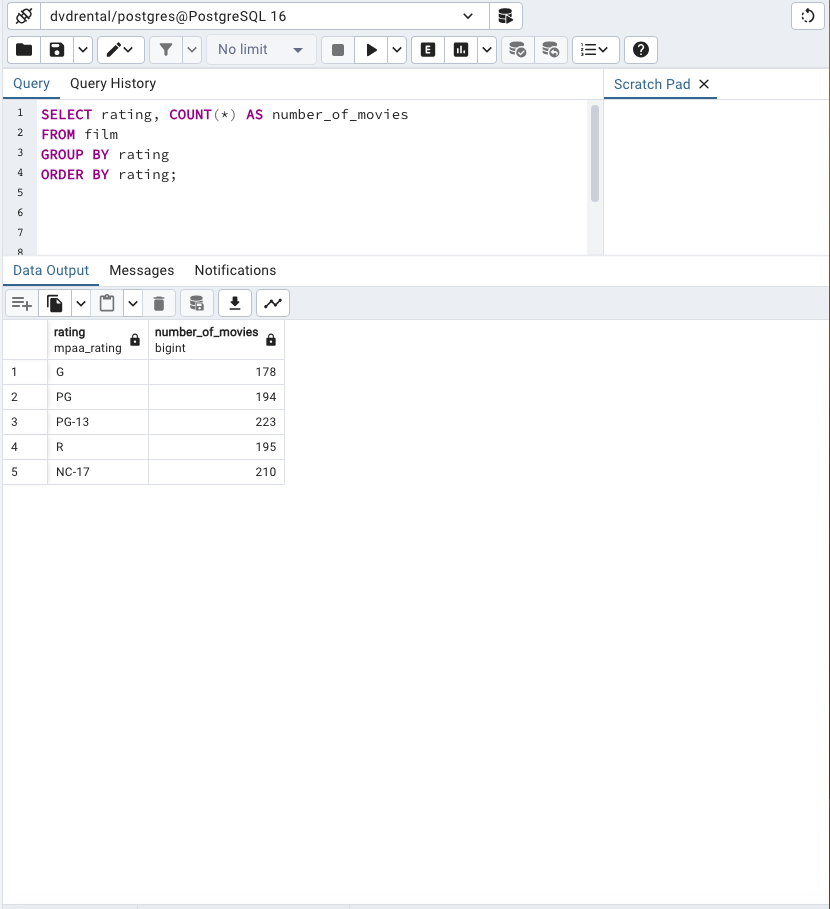 dvdrental/postgres@PostgreSQL 16
No limit
E
Query Query History
Scratch Pad
1 SELECT rating, COUNT(*) AS number_of_movies
2 FROM film
3 GROUP BY rating
4 ORDER BY rating;
5
6
7
8
Data Output Messages Notifications
rating number_of_movies
mpaa_rating bigint
1 G 178
2 PG 194
3 PG-13 223
4 R 195
5 NC-17 210